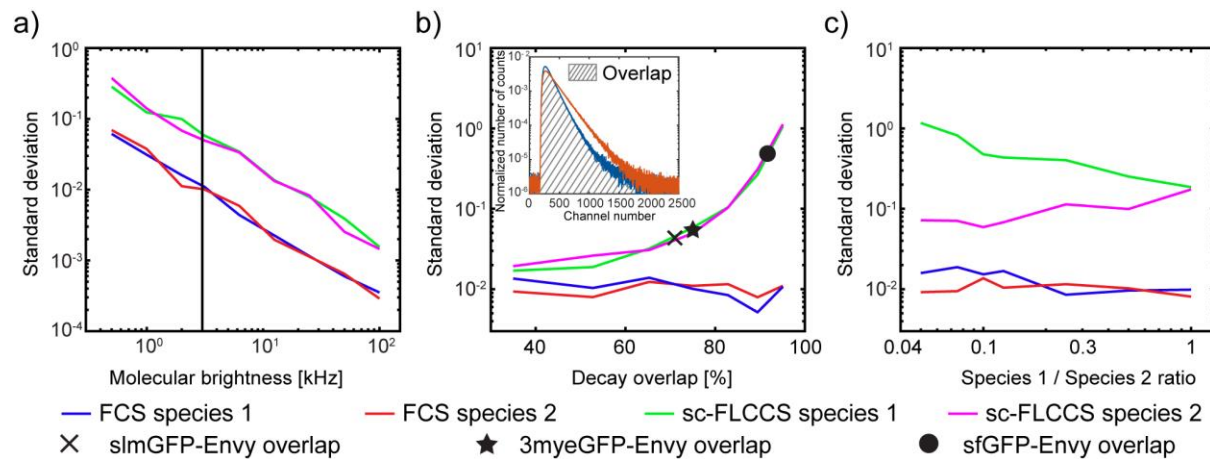 a)
Standard deviation
10^0
10^-1
10^-2
10^-3
10^-4
10^0
10^1
10^2
Molecular brightness [kHz]
b)
Standard deviation
10^1
10^0
10^-1
10^-2
40
60
80
100
Decay overlap [%]
Normalized number of counts
10^-2
10^-3
10^-4
10^-5
10^-6
0
500
1000
1500
2000
2500
Channel number
Overlap
c)
Standard deviation
10^1
10^0
10^-1
10^-2
0.04
0.1
0.3
1
Species 1 / Species 2 ratio
FCS species 1
FCS species 2
sc-FLCCS species 1
sc-FLCCS species 2
slmGFP-Envy overlap
3myeGFP-Envy overlap
sfGFP-Envy overlap